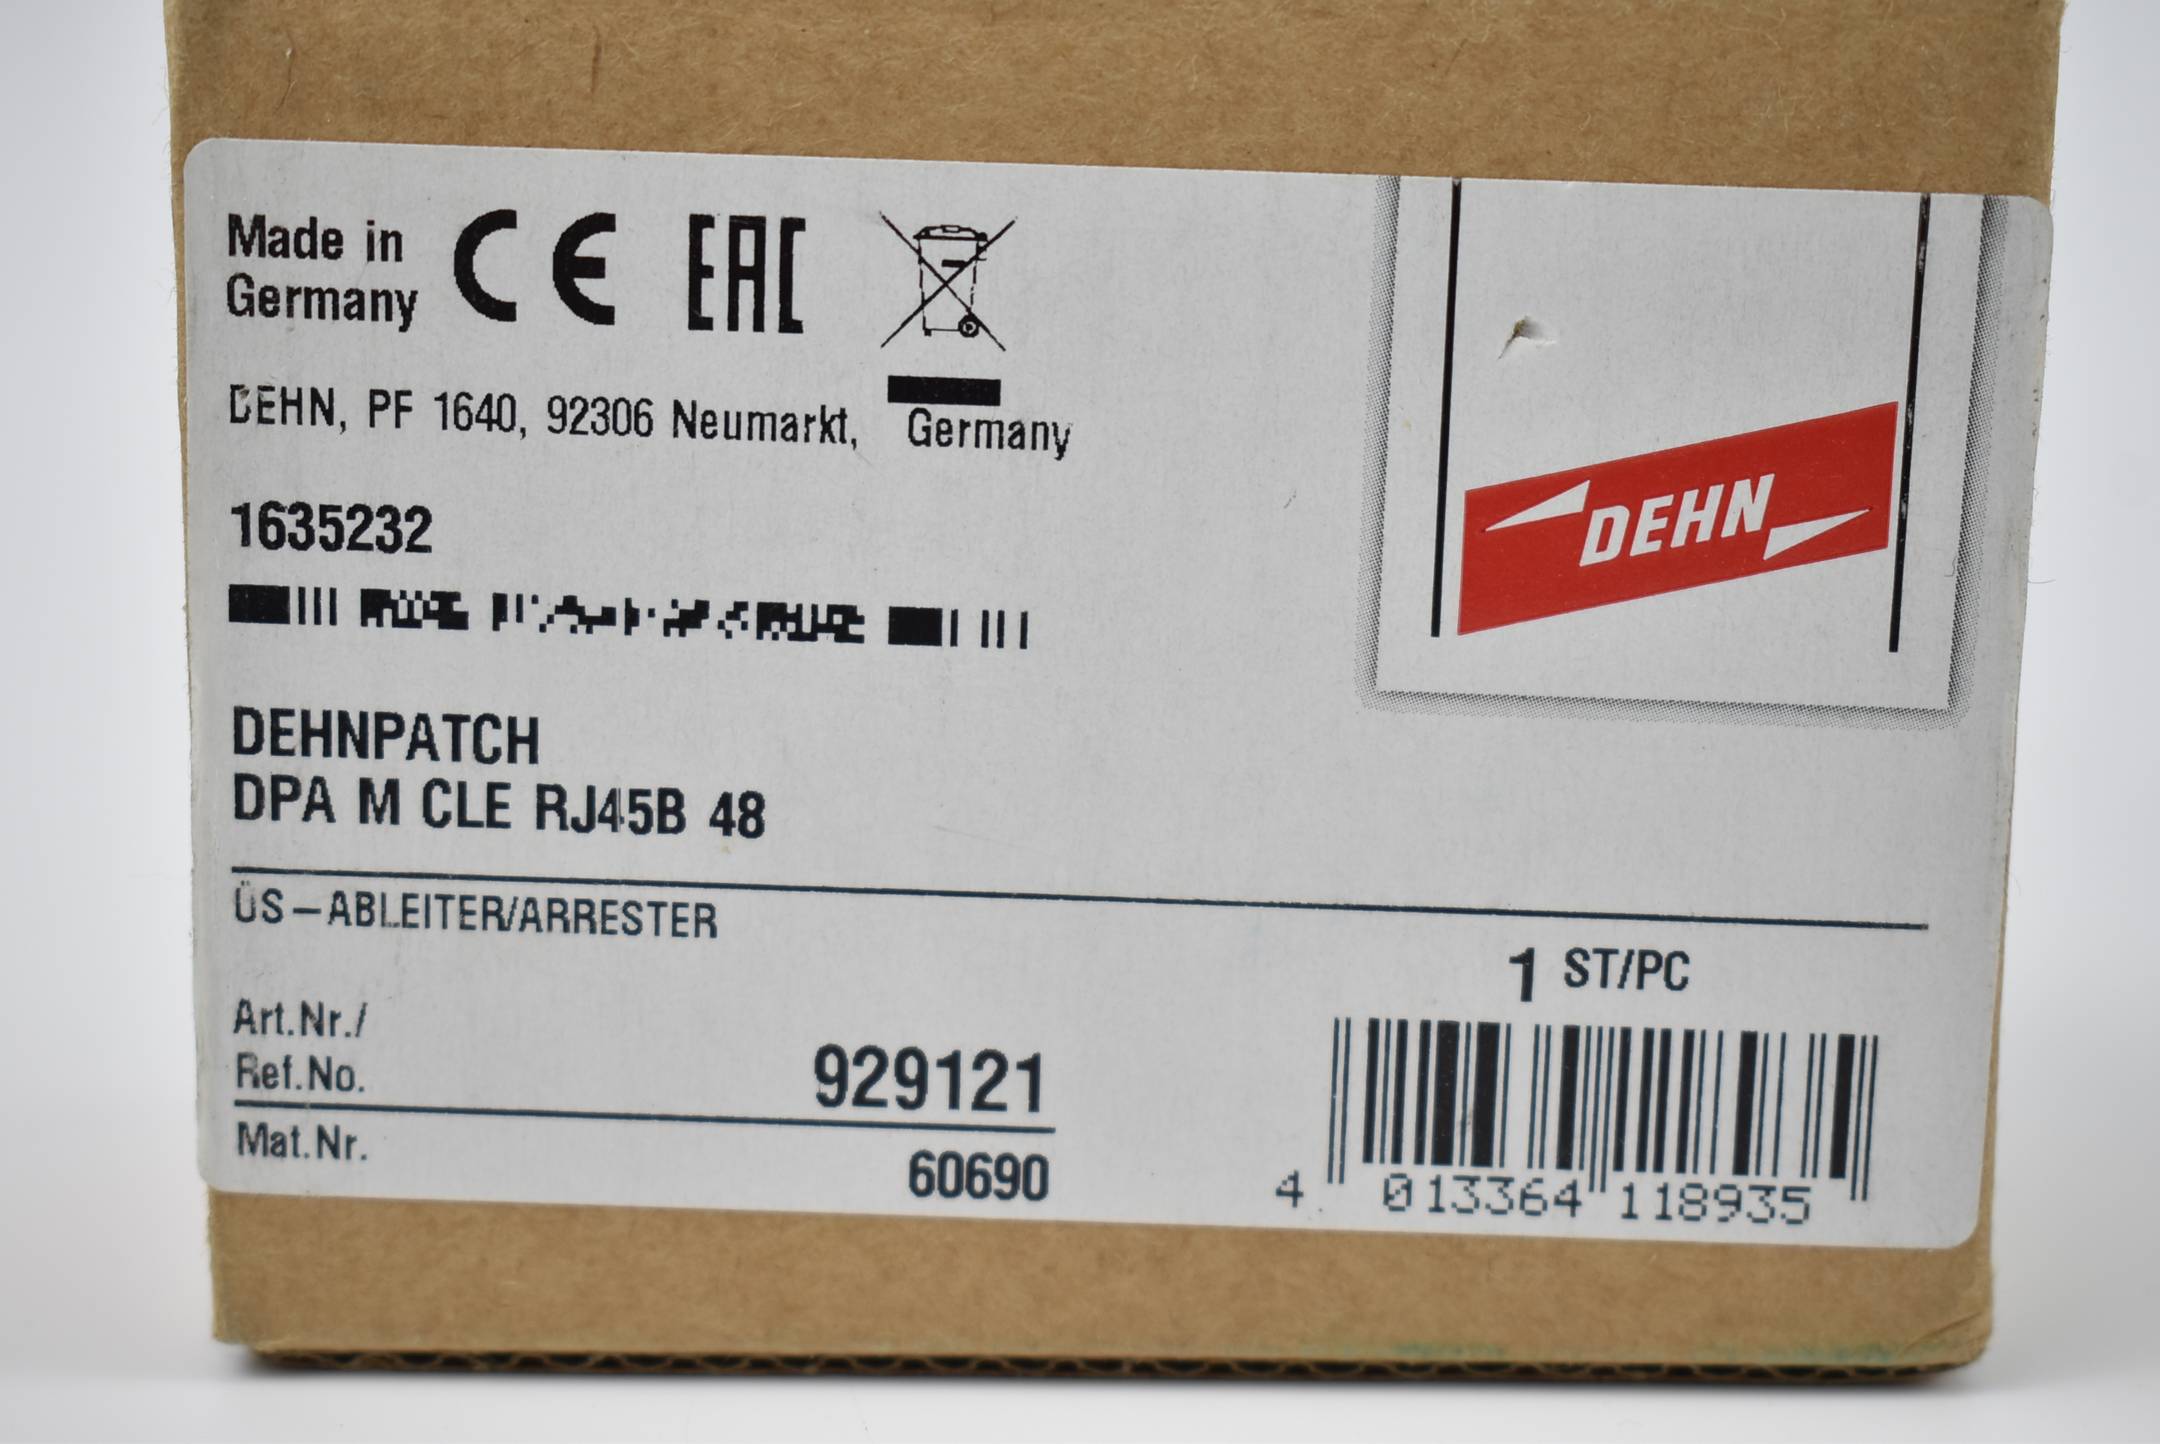 Made in
Germany
CE
EAC
DEHN, PF 1640, 92306 Neumarkt, Germany
1635232
DEHN
DEHNPATCH
DPA M CLE RJ45B 48
ÜS-ABLEITER/ARRESTER
1 ST/PC
Art.Nr./
Ref.No. 929121
Mat.Nr. 60690
4 013364 118935